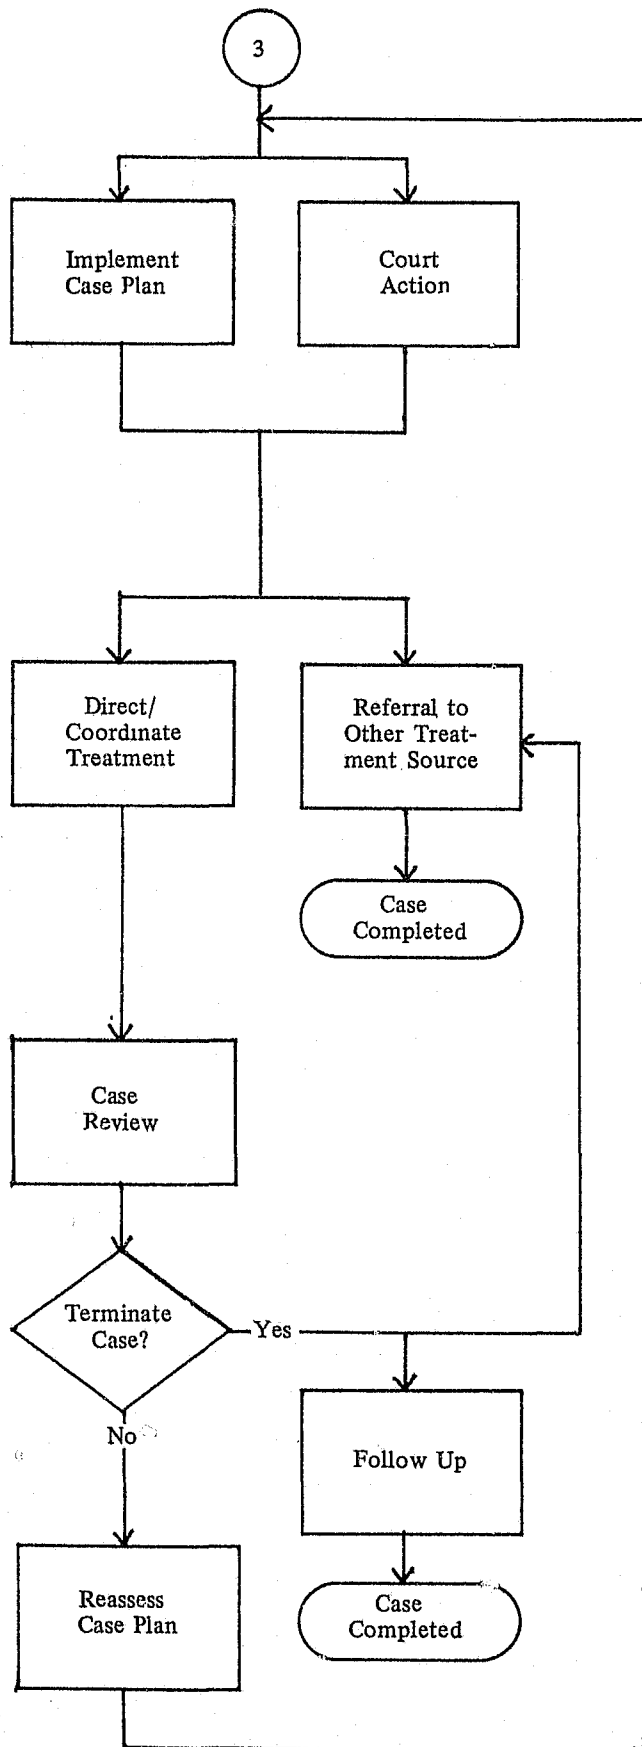 3
Implement
Case Plan
Court
Action
Direct/
Coordinate
Treatment
Referral to
Other Treat-
ment Source
Case
Completed
Case
Review
Terminate
Case?
Yes
No
Follow Up
Reassess
Case Plan
Case
Completed